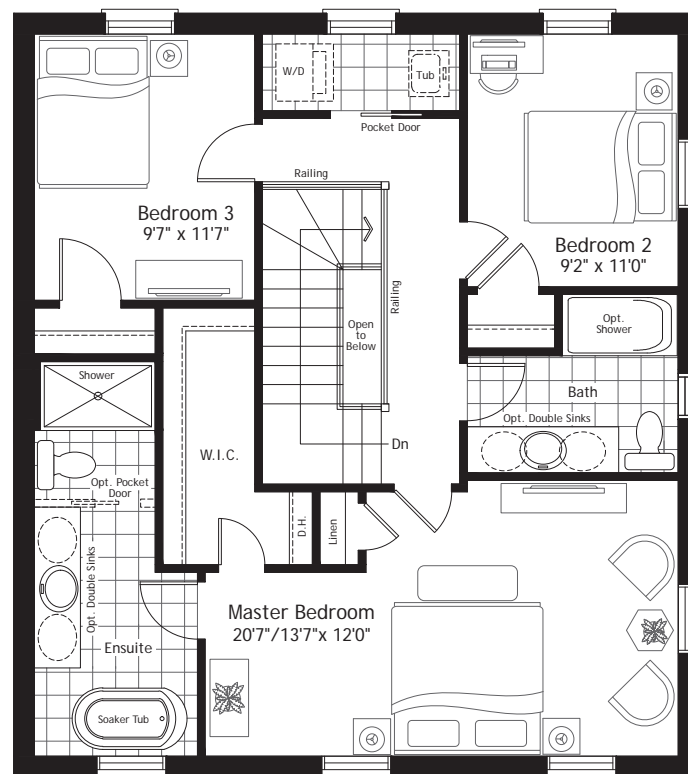 W/D
Tub
Pocket Door
Railing
Bedroom 3
9'7" x 11'7"
Bedroom 2
9'2" x 11'0"
Railing
Open
to
Below
Opt.
Shower
Shower
Bath
Opt. Double Sinks
Dn
W.I.C.
Opt. Pocket
Door
D.H.
Linen
Opt. Double Sinks
Master Bedroom
20'7"/13'7"x 12'0"
Ensuite
Soaker Tub